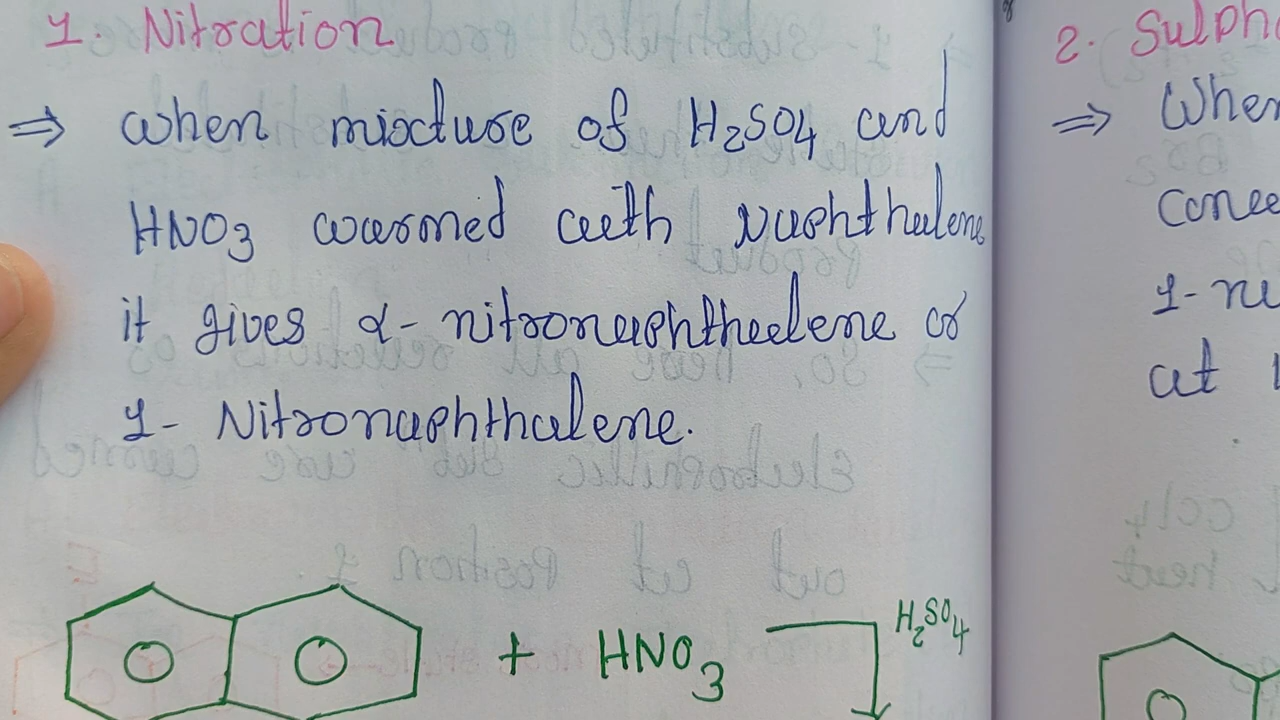 1. Nitration
⇒ when mixture of H2SO4 and
HNO3 warmed with Naphthalene
it gives α- nitronaphthalene or
1- Nitronaphthalene.
+ HNO3
H2SO4
2. Sulph
⇒ When
1-
at